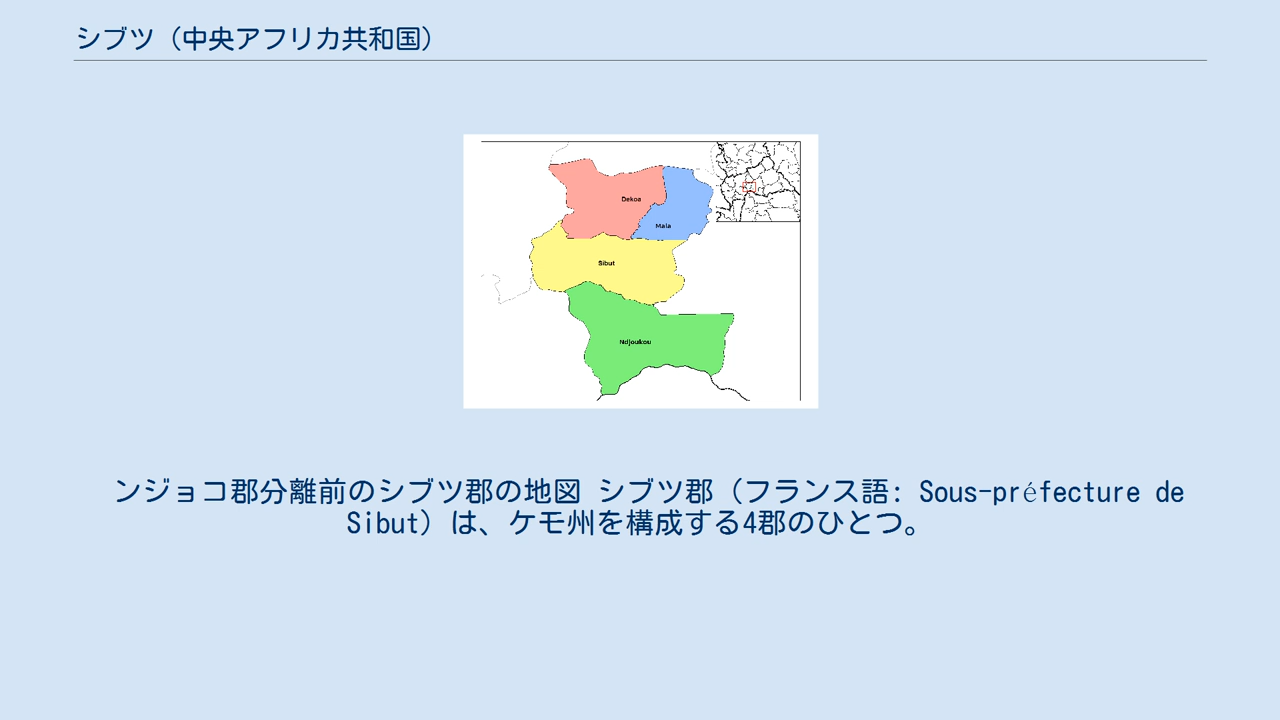 シブツ（中央アフリカ共和国）
Dekoa
Mala
Sibut
Ndjoukou
ンジョコ郡分離前のシブツ郡の地図 シブツ郡（フランス語: Sous-préfecture de
Sibut）は、ケモ州を構成する4郡のひとつ。